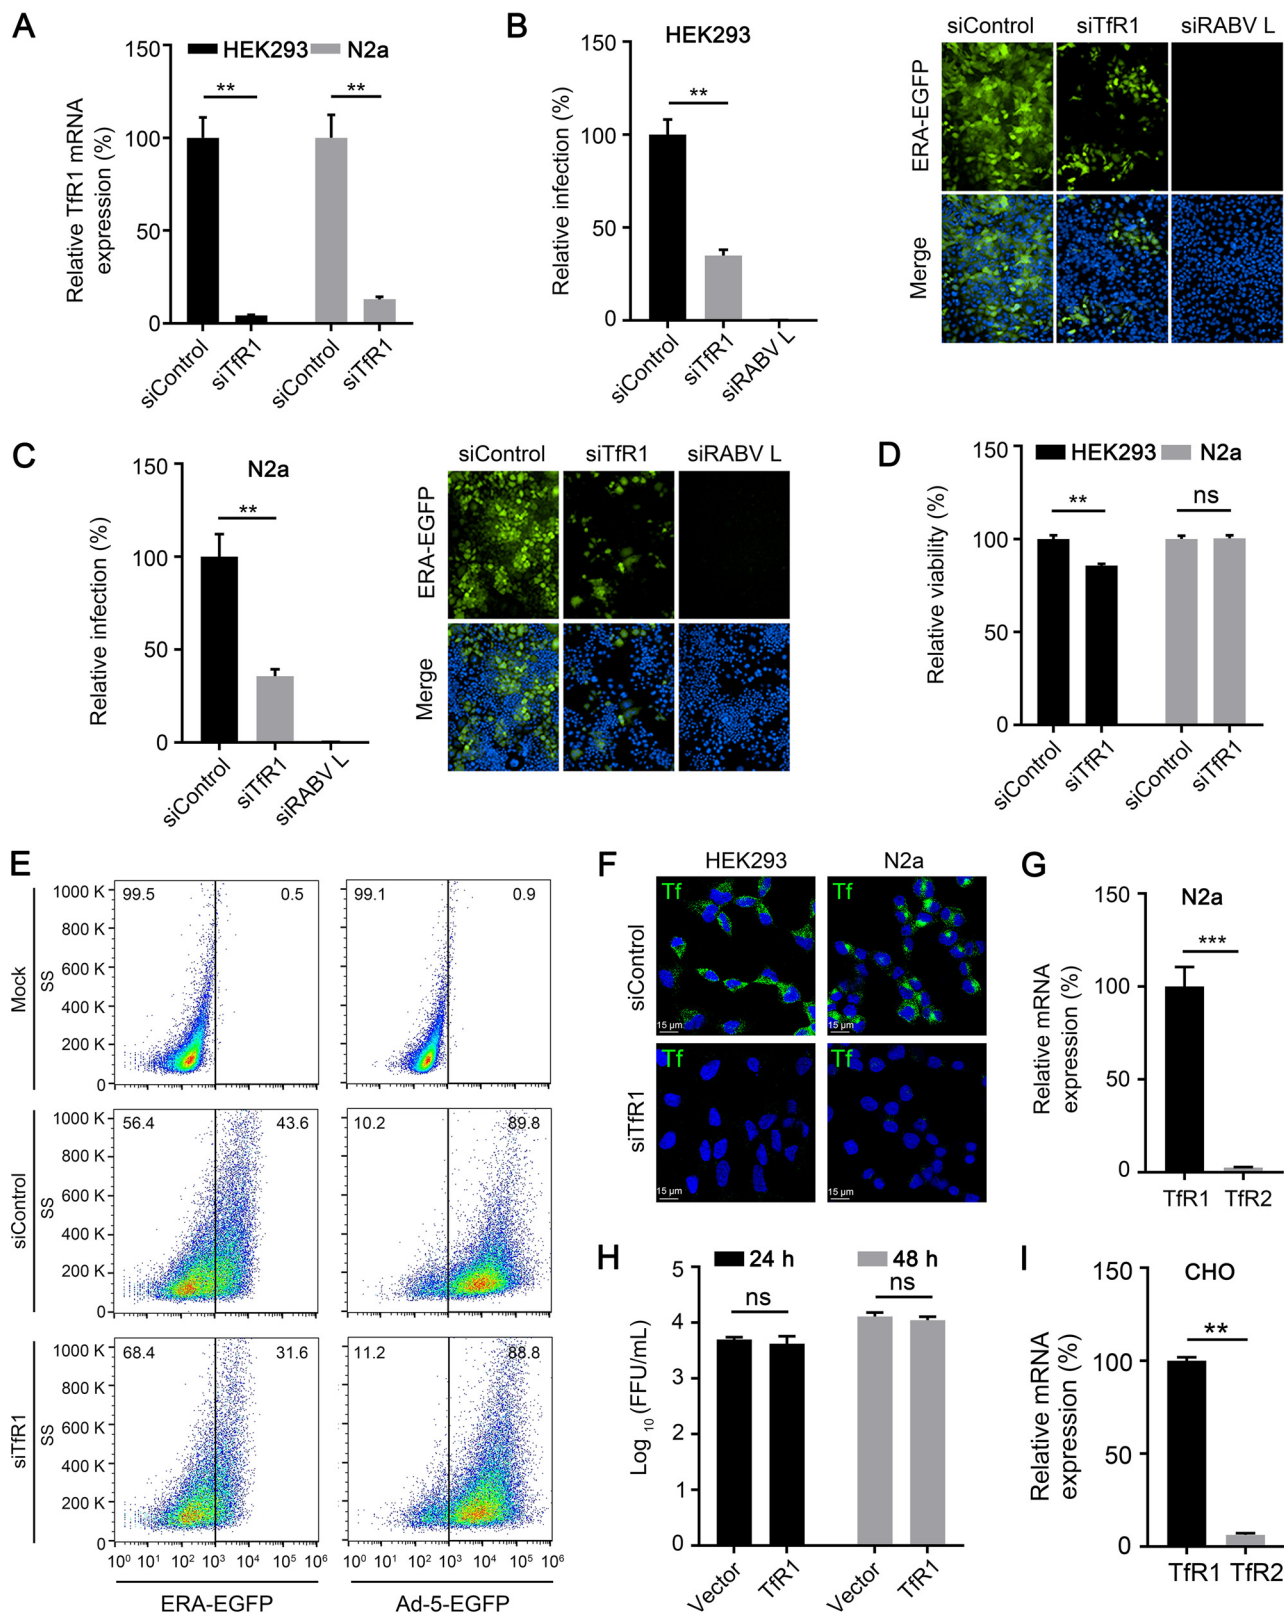 A
HEK293 N2a
Relative TfR1 mRNA
expression (%)
150
100
50
0
** **
siControl
siTfR1
siControl
siTfR1
B
HEK293
Relative infection (%)
150
100
50
0
**
siControl
siTfR1
siRABV L
siControl siTfR1 siRABV L
ERA-EGFP
Merge
C
N2a
Relative infection (%)
150
100
50
0
**
siControl
siTfR1
siRABV L
siControl siTfR1 siRABV L
ERA-EGFP
Merge
D
HEK293 N2a
Relative viability (%)
150
100
50
0
** ns
siControl
siTfR1
siControl
siTfR1
E
Mock
SS
1000 K
800 K
600 K
400 K
200 K
0
99.5 0.5
99.1 0.9
siControl
SS
1000 K
800 K
600 K
400 K
200 K
0
56.4 43.6
10.2 89.8
siTfR1
SS
1000 K
800 K
600 K
400 K
200 K
0
68.4 31.6
11.2 88.8
10⁰ 10¹ 10² 10³ 10⁴ 10⁵ 10⁶
10⁰ 10¹ 10² 10³ 10⁴ 10⁵ 10⁶
ERA-EGFP Ad-5-EGFP
F
HEK293 N2a
siControl
Tf Tf
15 µm 15 µm
siTfR1
Tf Tf
15 µm 15 µm
G
N2a
Relative mRNA
expression (%)
150
100
50
0
***
TfR1 TfR2
H
24 h 48 h
Log ₁₀ (FFU/mL)
5
4
3
2
1
0
ns ns
Vector
TfR1
Vector
TfR1
I
CHO
Relative mRNA
expression (%)
150
100
50
0
**
TfR1 TfR2